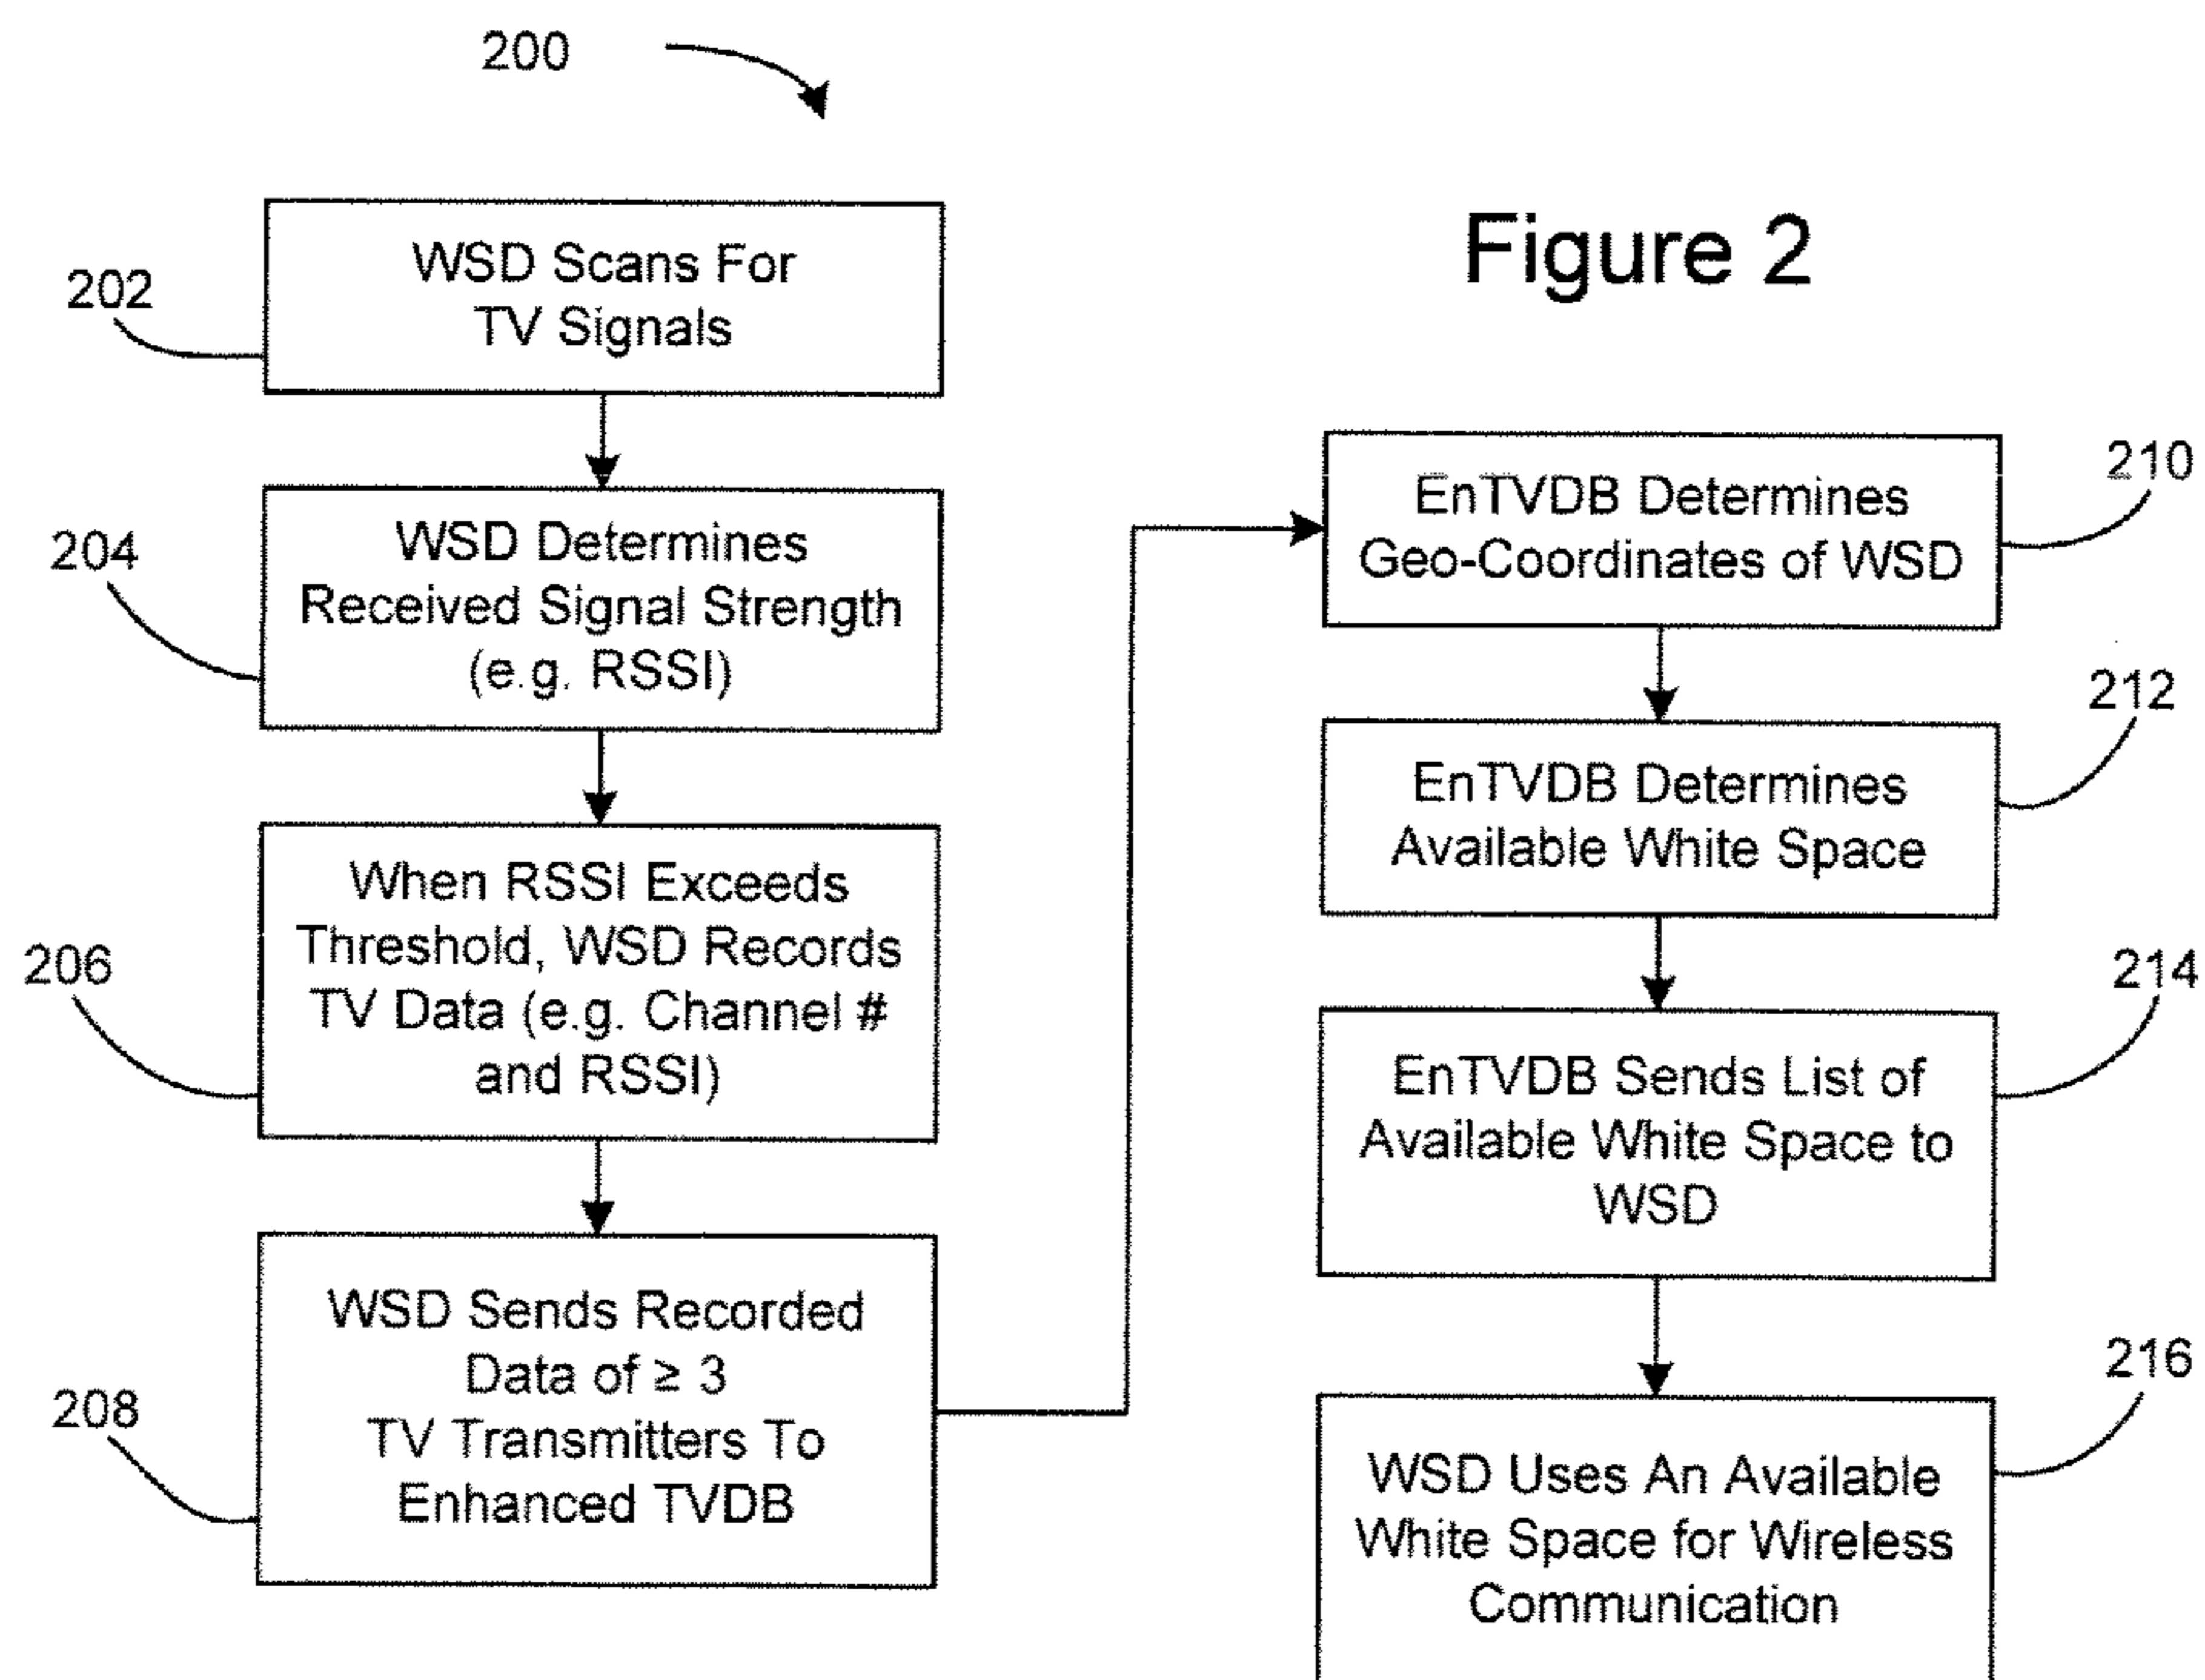 200
Figure 2
202
WSD Scans For
TV Signals
204
WSD Determines
Received Signal Strength
(e.g. RSSI)
206
When RSSI Exceeds
Threshold, WSD Records
TV Data (e.g. Channel #
and RSSI)
208
WSD Sends Recorded
Data of ≥ 3
TV Transmitters To
Enhanced TVDB
210
EnTVDB Determines
Geo-Coordinates of WSD
212
EnTVDB Determines
Available White Space
214
EnTVDB Sends List of
Available White Space to
WSD
216
WSD Uses An Available
White Space for Wireless
Communication